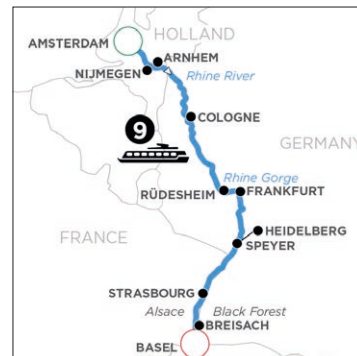 HOLLAND
AMSTERDAM
ARNHEM
NIJMEGEN
Rhine River
COLOGNE
9
GERMANY
Rhine Gorge
RÜDESHEIM
FRANKFURT
HEIDELBERG
FRANCE
SPEYER
STRASBOURG
Alsace
Black Forest
BREISACH
BASEL